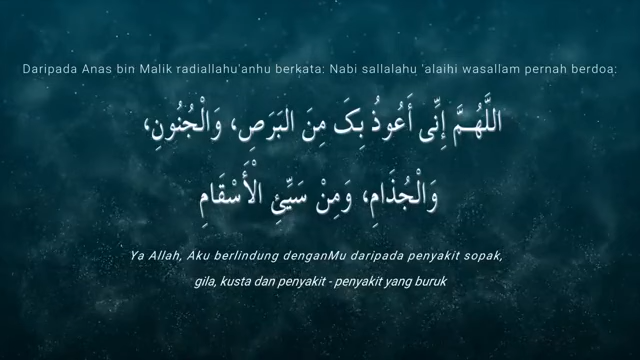 Daripada Anas bin Malik radiallahu'anhu berkata: Nabi sallalahu 'alaihi wasallam pernah berdoa:
اللَّهُمَّ إِنِّى أَعُوذُ بِكَ مِنَ البَرَصِ، وَالْجُنُونِ،
وَالْجُذَامِ، وَمِنْ سَيِّئِ الْأَسْقَامِ
Ya Allah, Aku berlindung denganMu daripada penyakit sopak,
gila, kusta dan penyakit - penyakit yang buruk